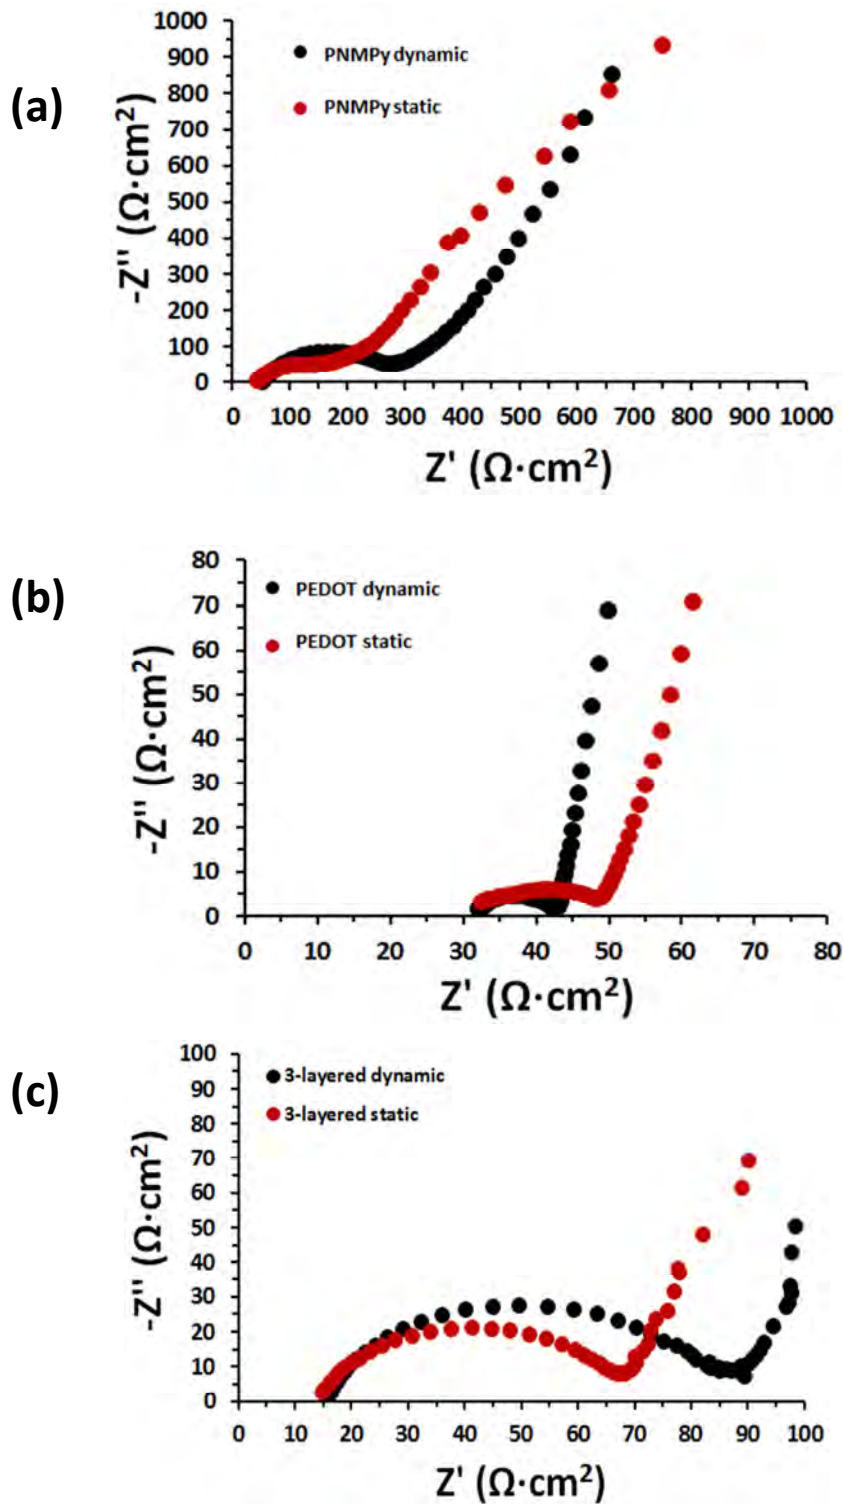 (a)
1000
900
800
700
600
500
400
300
200
100
0
-Z'' (Ω·cm²)
PNMPy dynamic
PNMPy static
0 100 200 300 400 500 600 700 800 900 1000
Z' (Ω·cm²)
(b)
80
70
60
50
40
30
20
10
0
-Z'' (Ω·cm²)
PEDOT dynamic
PEDOT static
0 10 20 30 40 50 60 70 80
Z' (Ω·cm²)
(c)
100
90
80
70
60
50
40
30
20
10
0
-Z'' (Ω·cm²)
3-layered dynamic
3-layered static
0 10 20 30 40 50 60 70 80 90 100
Z' (Ω·cm²)